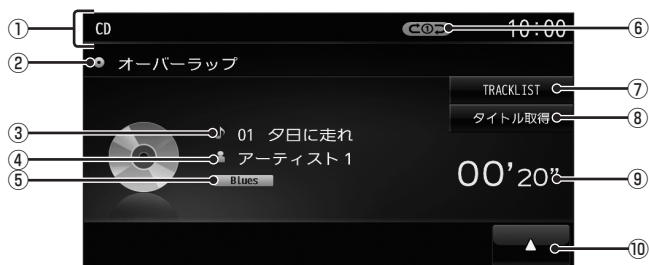 ①
CD
10:00
⑥
②
オーバーラップ
TRACKLIST
⑦
タイトル取得
⑧
③
01 夕日に走れ
④
アーティスト1
⑤
Blues
00'20"
⑨
▲
⑩